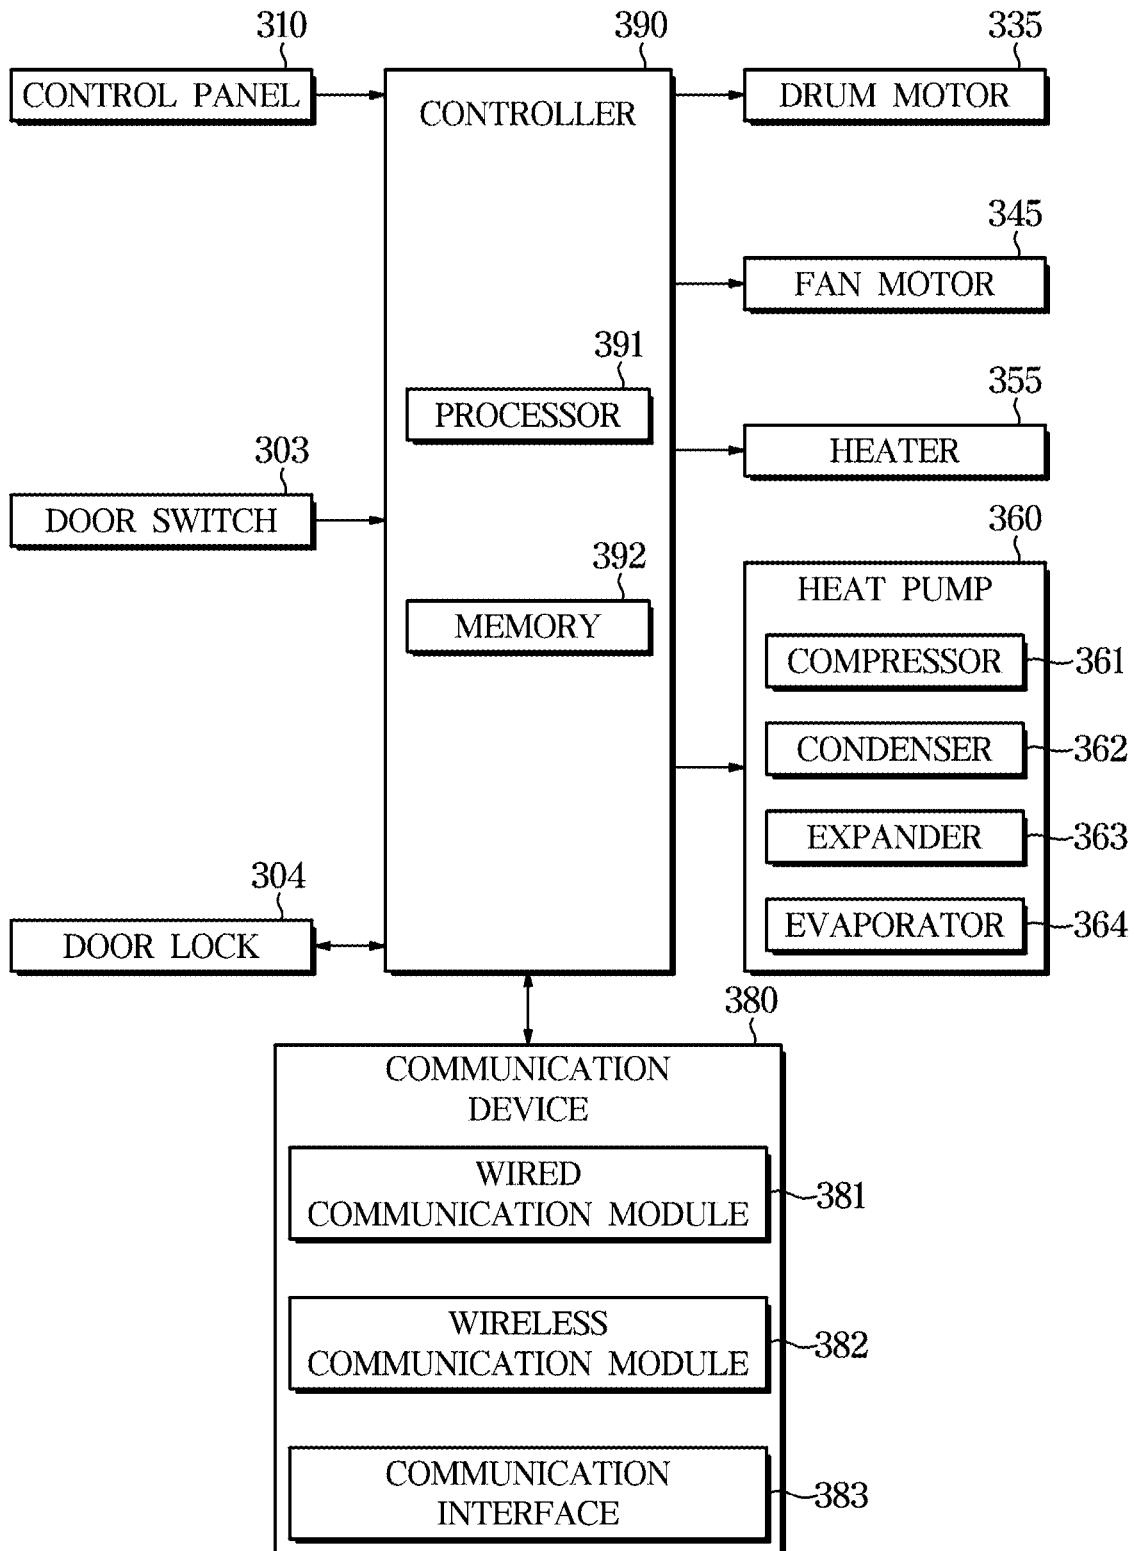 310
CONTROL PANEL
390
CONTROLLER
335
DRUM MOTOR
345
FAN MOTOR
391
PROCESSOR
355
HEATER
303
DOOR SWITCH
392
MEMORY
360
HEAT PUMP
COMPRESSOR
361
CONDENSER
362
EXPANDER
363
EVAPORATOR
364
304
DOOR LOCK
380
COMMUNICATION
DEVICE
WIRED
COMMUNICATION MODULE
381
WIRELESS
COMMUNICATION MODULE
382
COMMUNICATION
INTERFACE
383